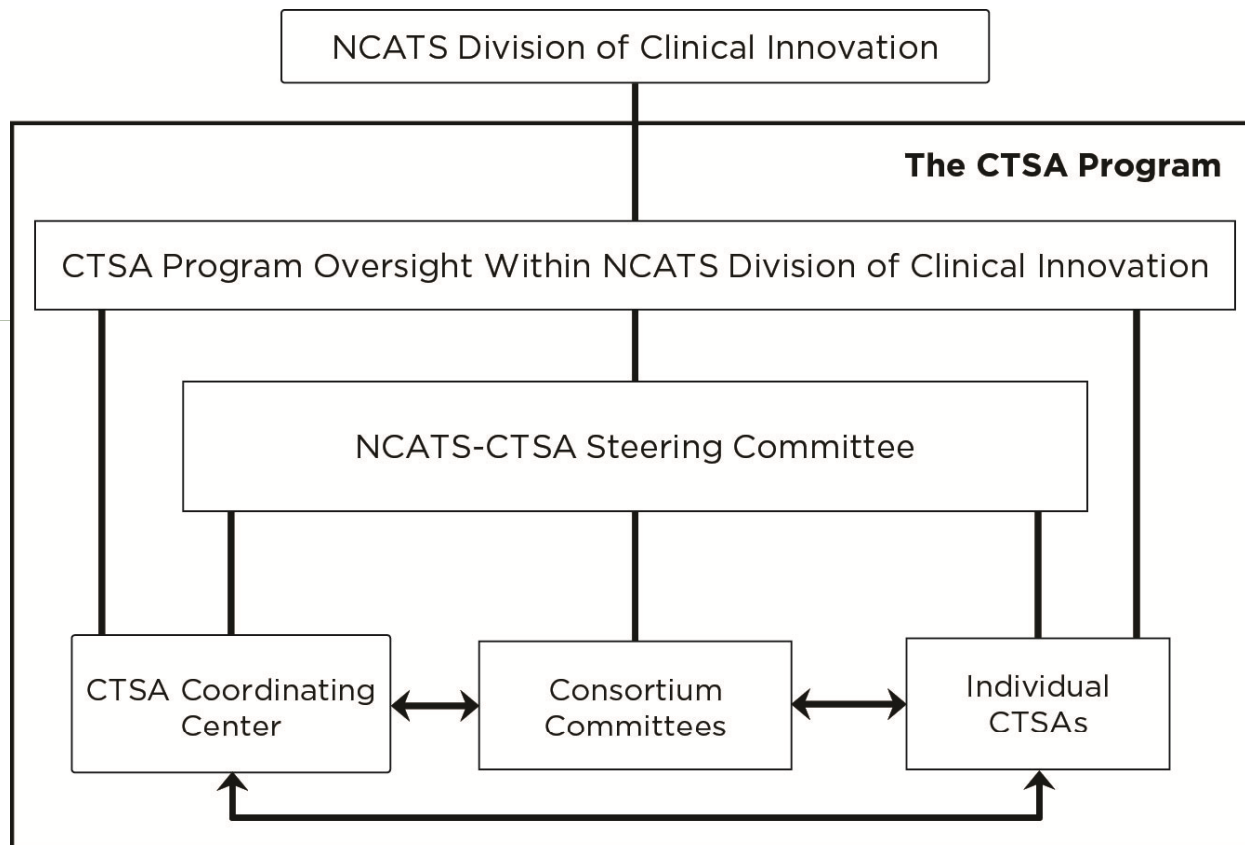 NCATS Division of Clinical Innovation
The CTSA Program
CTSA Program Oversight Within NCATS Division of Clinical Innovation
NCATS-CTSA Steering Committee
CTSA Coordinating
Center
Consortium
Committees
Individual
CTSAs